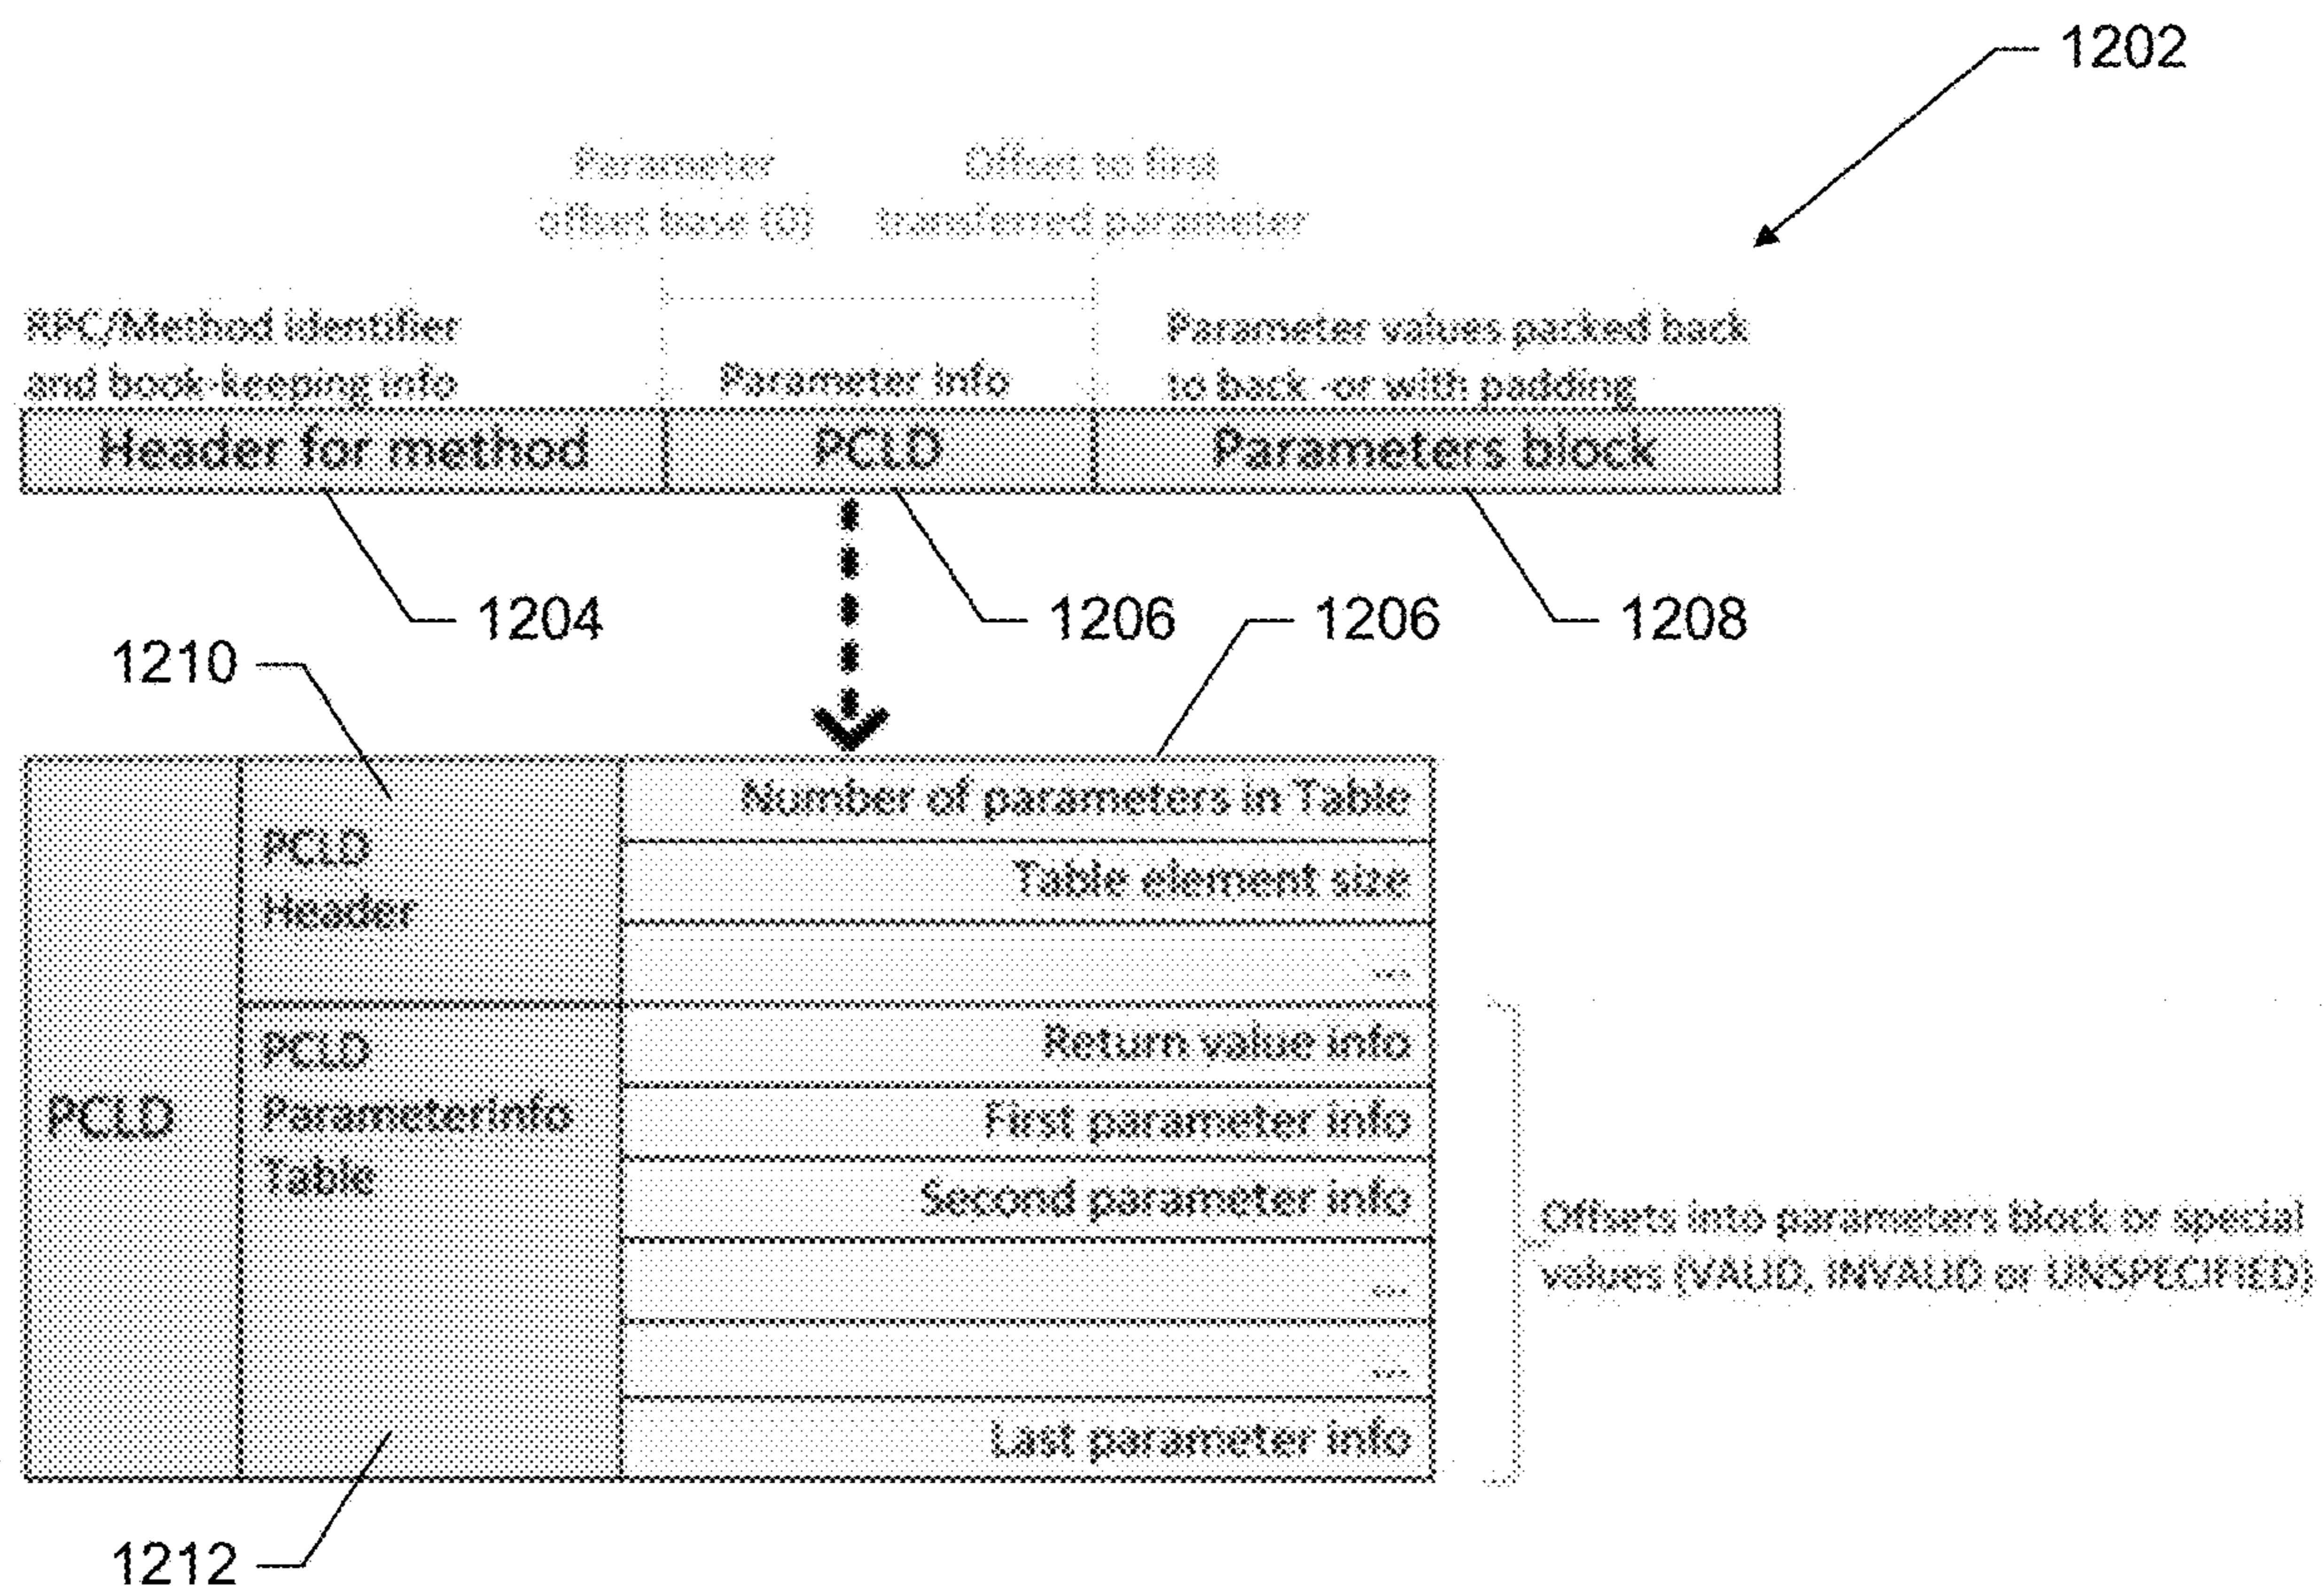 1202
Parameter
offset base (0)
Offset to first
transferred parameter
RPC/Method identifier
and book-keeping info
Parameter info
Parameter values packed back
to back -or with padding
Header for method
PCLD
Parameters block
1204
1206
1206
1208
1210
PCLD
PCLD
Header
Number of parameters in Table
Table element size
...
PCLD
ParameterInfo
Table
Return value info
First parameter info
Second parameter info
...
...
Last parameter info
Offsets into parameters block or special
values (VALID, INVALID or UNSPECIFIED)
1212